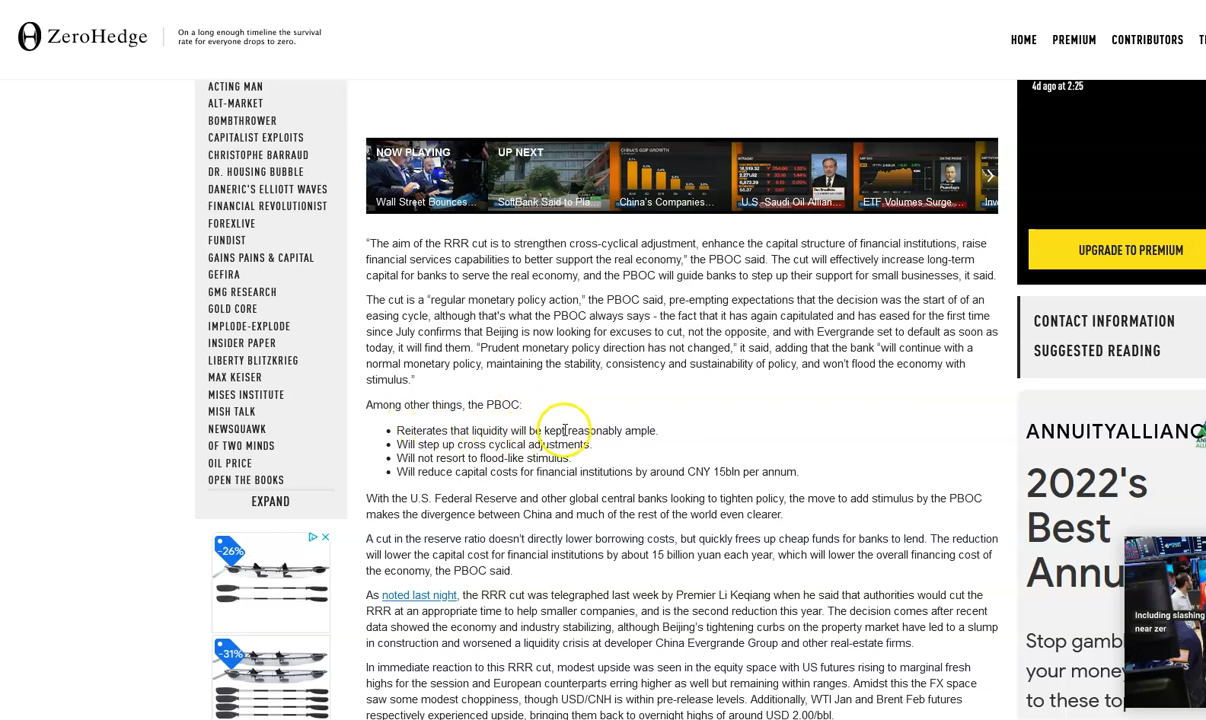 ZeroHedge
On a long enough timeline the survival
rate for everyone drops to zero.
HOME PREMIUM CONTRIBUTORS
ACTING MAN
ALT-MARKET
BOMBTHROWER
CAPITALIST EXPLOITS
CHRISTOPHE BARRAUD
DR. HOUSING BUBBLE
DANERIC'S ELLIOTT WAVES
FINANCIAL REVOLUTIONIST
FOREXLIVE
FUNDIST
GAINS PAINS & CAPITAL
GEFIRA
GMG RESEARCH
GOLD CORE
IMPLODE-EXPLODE
INSIDER PAPER
LIBERTY BLITZKRIEG
MAX KEISER
MISES INSTITUTE
MISH TALK
NEWSQUAWK
OF TWO MINDS
OIL PRICE
OPEN THE BOOKS
EXPAND
-26%
-31%
NOW PLAYING
UP NEXT
Wall Street Bounces...
SoftBank Said to Pla...
China's Companies...
U.S.-Saudi Oil Allian...
ETF Volumes Surge...
“The aim of the RRR cut is to strengthen cross-cyclical adjustment, enhance the capital structure of financial institutions, raise
financial services capabilities to better support the real economy,” the PBOC said. The cut will effectively increase long-term
capital for banks to serve the real economy, and the PBOC will guide banks to step up their support for small businesses, it said.
The cut is a “regular monetary policy action,” the PBOC said, pre-empting expectations that the decision was the start of of an
easing cycle, although that's what the PBOC always says - the fact that it has again capitulated and has eased for the first time
since July confirms that Beijing is now looking for excuses to cut, not the opposite, and with Evergrande set to default as soon as
today, it will find them. “Prudent monetary policy direction has not changed,” it said, adding that the bank “will continue with a
normal monetary policy, maintaining the stability, consistency and sustainability of policy, and won’t flood the economy with
stimulus.”
Among other things, the PBOC:
Reiterates that liquidity will be kept reasonably ample.
Will step up cross cyclical adjustments.
Will not resort to flood-like stimulus.
Will reduce capital costs for financial institutions by around CNY 15bln per annum.
With the U.S. Federal Reserve and other global central banks looking to tighten policy, the move to add stimulus by the PBOC
makes the divergence between China and much of the rest of the world even clearer.
A cut in the reserve ratio doesn’t directly lower borrowing costs, but quickly frees up cheap funds for banks to lend. The reduction
will lower the capital cost for financial institutions by about 15 billion yuan each year, which will lower the overall financing cost of
the economy, the PBOC said.
As noted last night, the RRR cut was telegraphed last week by Premier Li Keqiang when he said that authorities would cut the
RRR at an appropriate time to help smaller companies, and is the second reduction this year. The decision comes after recent
data showed the economy and industry stabilizing, although Beijing’s tightening curbs on the property market have led to a slump
in construction and worsened a liquidity crisis at developer China Evergrande Group and other real-estate firms.
In immediate reaction to this RRR cut, modest upside was seen in the equity space with US futures rising to marginal fresh
highs for the session and European counterparts erring higher as well but remaining within ranges. Amidst this the FX space
saw some modest choppiness, though USD/CNH is within pre-release levels. Additionally, WTI Jan and Brent Feb futures
respectively experienced upside, bringing them back to overnight highs of around USD 2.00/bbl.
4d ago at 2:25
UPGRADE TO PREMIUM
CONTACT INFORMATION
SUGGESTED READING
ANNUITYALLIANC
2022's
Best
Annu
Stop gamb
your money
to these top
Including slashing
near zer